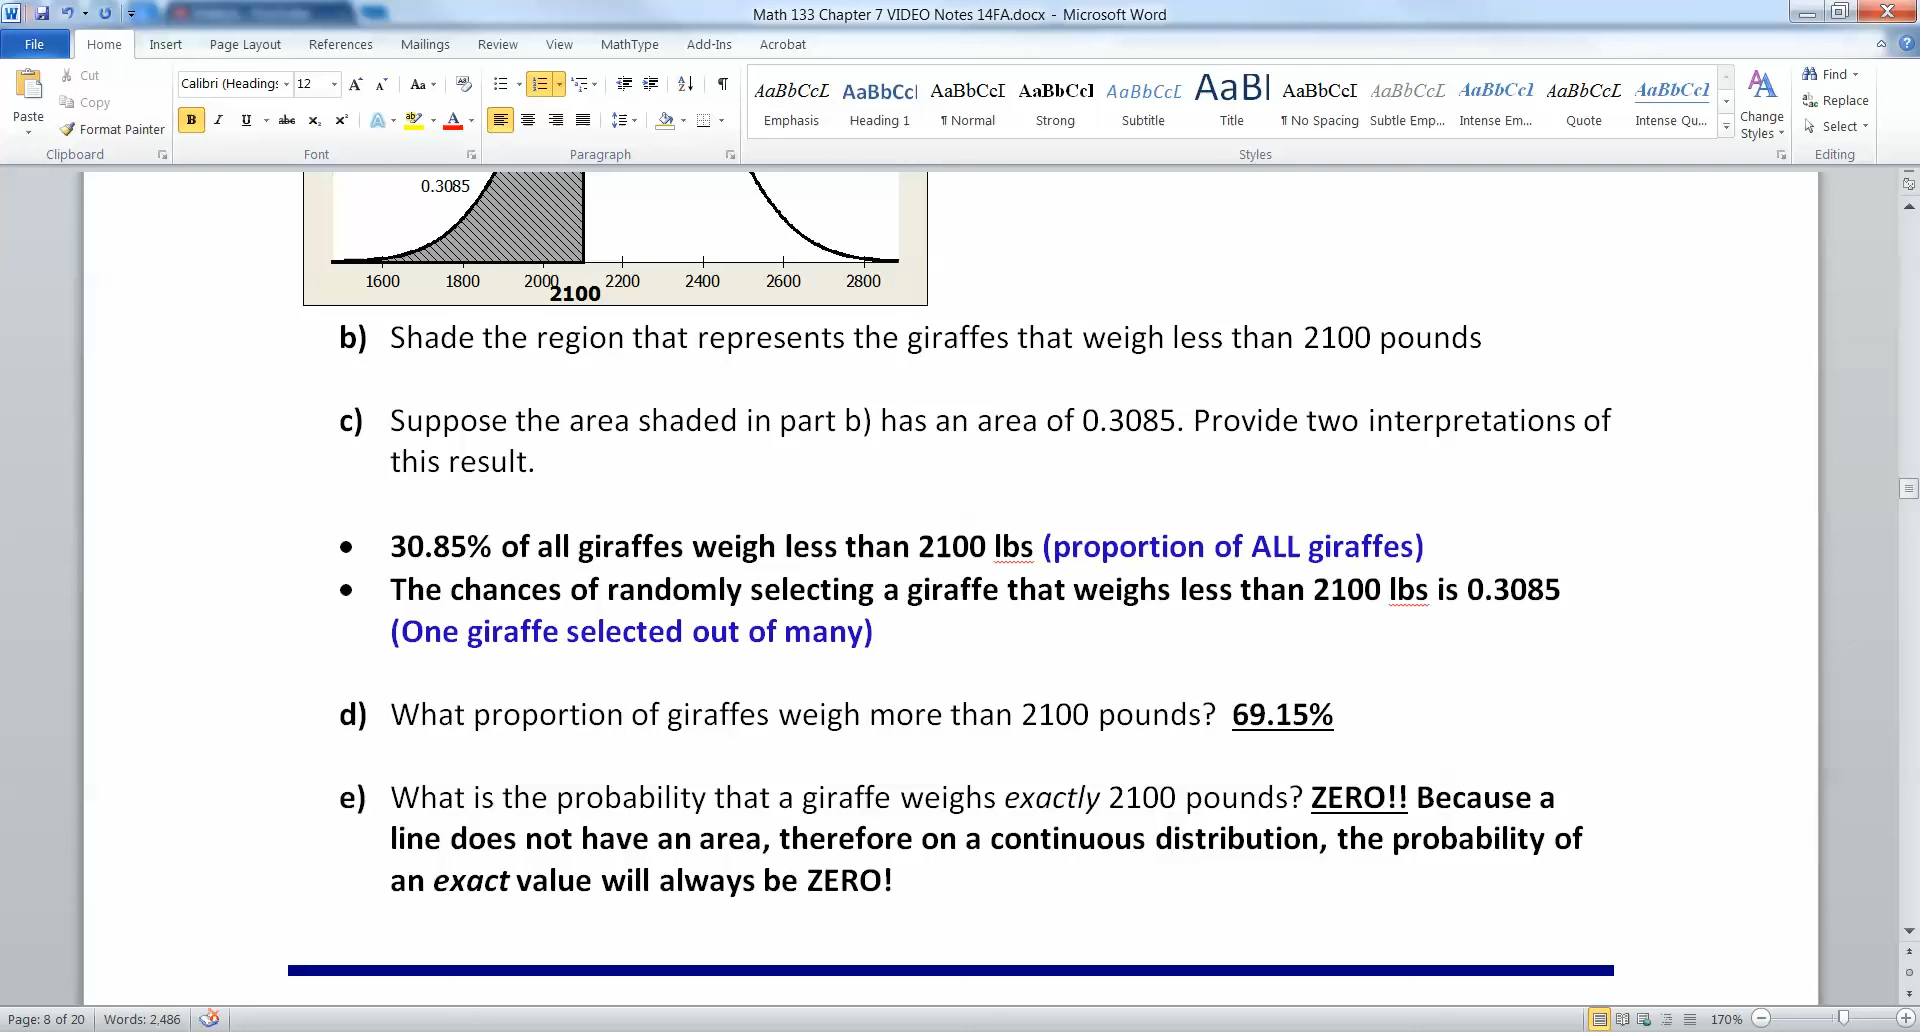 Math 133 Chapter 7 VIDEO Notes 14FA.docx - Microsoft Word
File Home Insert Page Layout References Mailings Review View MathType Add-Ins Acrobat
Paste
Cut
Copy
Format Painter
Clipboard
Calibri (Headings 12
Font
Paragraph
AaBbCcL AaBbCcI AaBbCcI AaBbCcI AaBbCcL AaBI AaBbCcI AaBbCcL AaBbCcI AaBbCcL AaBbCcI
Emphasis Heading 1 ¶ Normal Strong Subtitle Title ¶ No Spacing Subtle Emp... Intense Em... Quote Intense Qu...
Styles
Change
Styles
Find
Replace
Select
Editing
0.3085
1600 1800 2000 2200 2400 2600 2800
2100
b) Shade the region that represents the giraffes that weigh less than 2100 pounds
c) Suppose the area shaded in part b) has an area of 0.3085. Provide two interpretations of
this result.
• 30.85% of all giraffes weigh less than 2100 lbs (proportion of ALL giraffes)
• The chances of randomly selecting a giraffe that weighs less than 2100 lbs is 0.3085
(One giraffe selected out of many)
d) What proportion of giraffes weigh more than 2100 pounds? 69.15%
e) What is the probability that a giraffe weighs exactly 2100 pounds? ZERO!! Because a
line does not have an area, therefore on a continuous distribution, the probability of
an exact value will always be ZERO!
Page: 8 of 20 Words: 2,486 170%